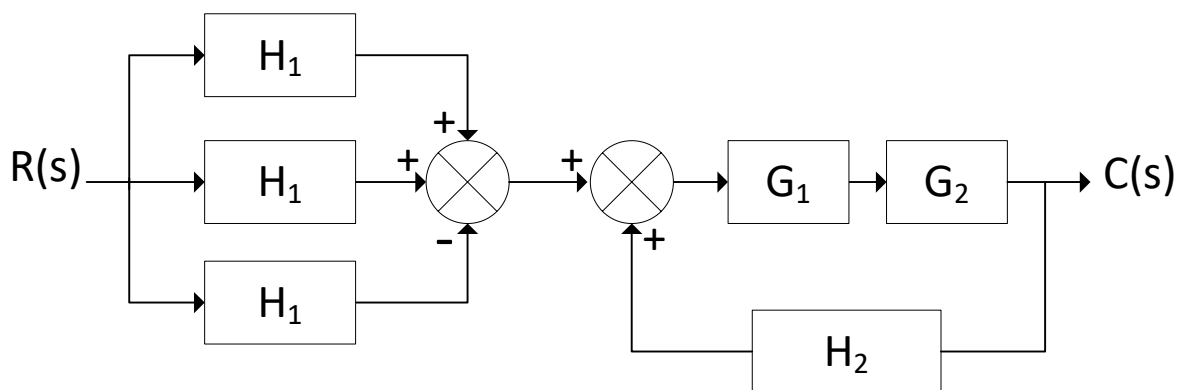 H₁
+
R(s) H₁ + + G₁ G₂ C(s)
- +
H₁
H₂